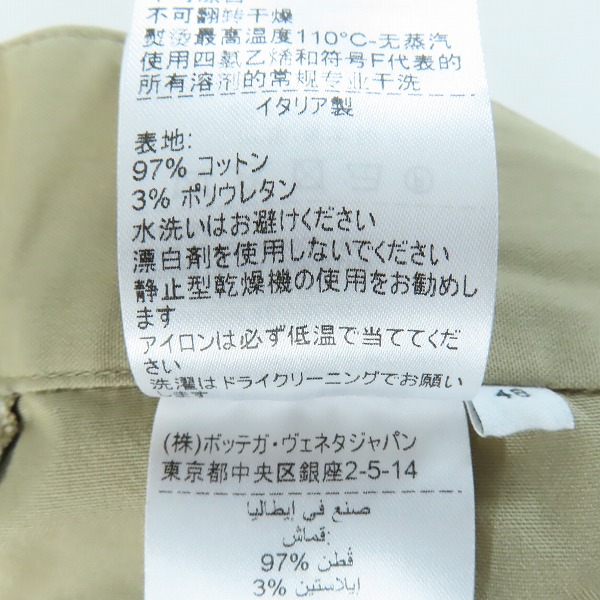 不可翻转干燥
熨烫最高温度110°C-无蒸汽
使用四氯乙烯和符号F代表的
所有溶剂的常规专业干洗
イタリア製
表地:
97% コットン
3% ポリウレタン
水洗いはお避けください
漂白剤を使用しないでください
静止型乾燥機の使用をお勧めし
ます
アイロンは必ず低温で当ててくだ
さい
洗濯はドライクリーニングでお願い
します
48
(株)ボッテガ・ヴェネタジャパン
東京都中央区銀座2-5-14
صنع في إيطاليا
قماش:
97% قطن
3% إيلاستين